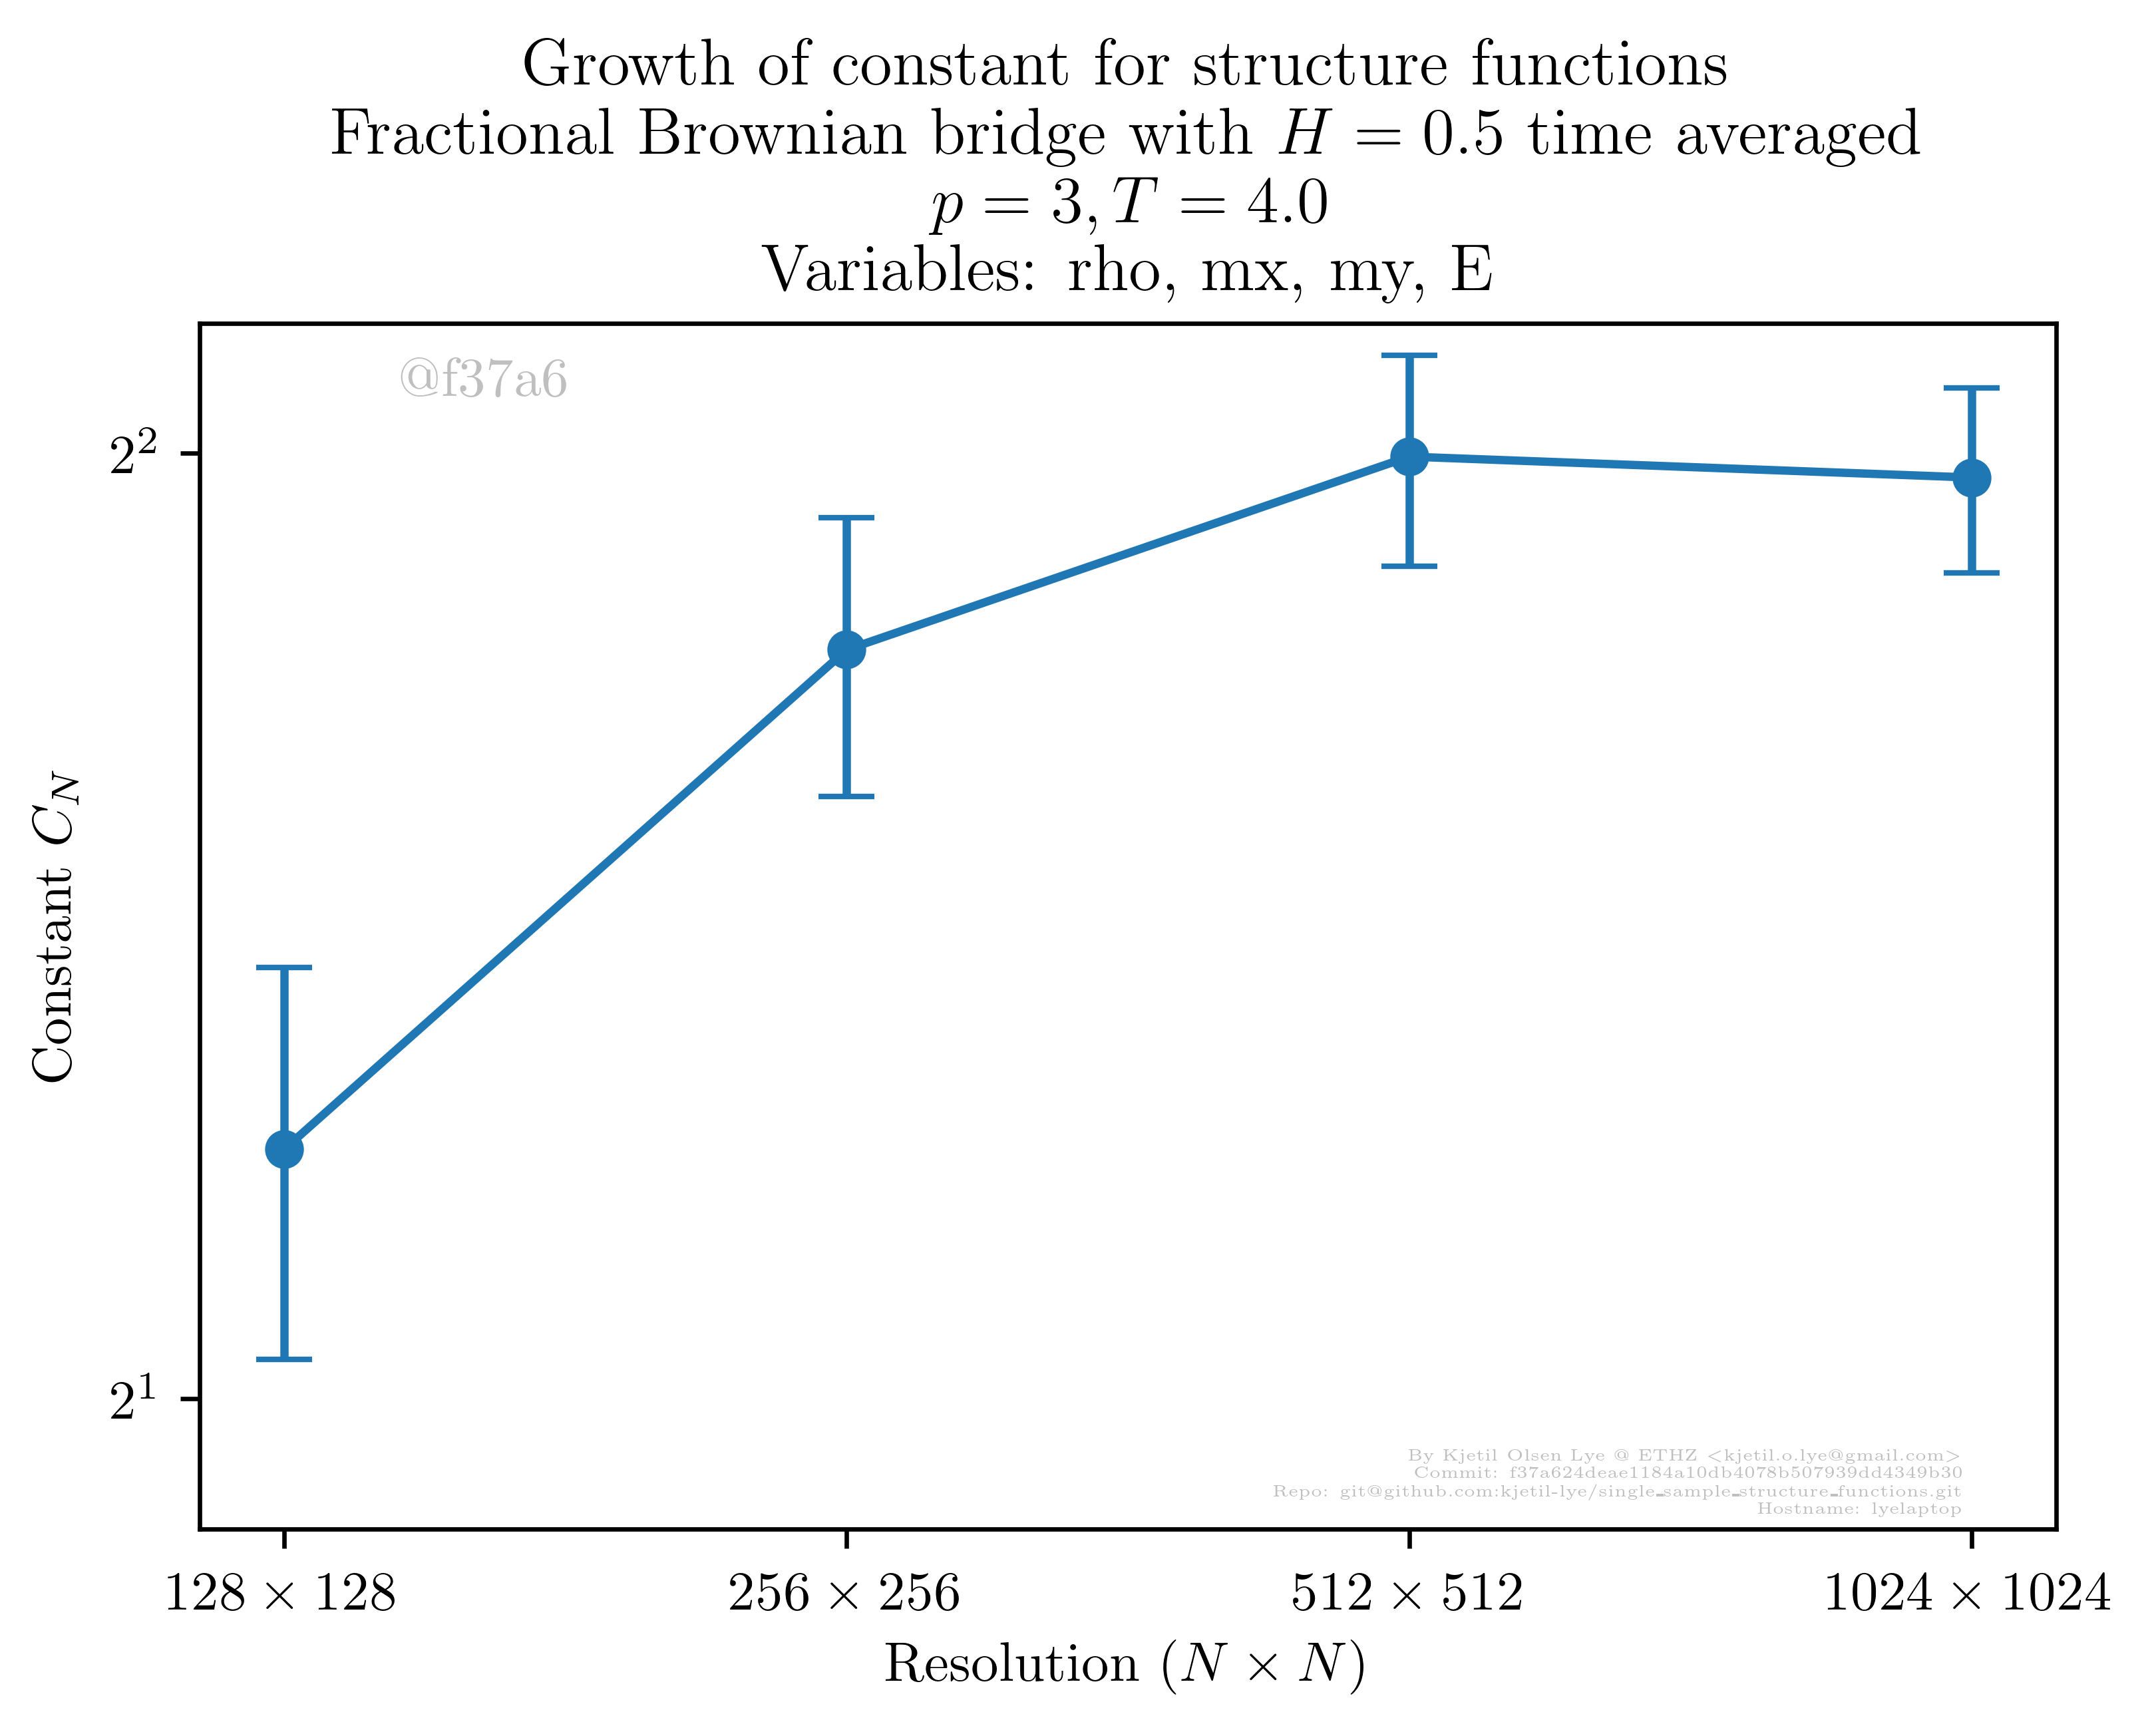 Growth of constant for structure functions
Fractional Brownian bridge with H = 0.5 time averaged
p = 3, T = 4.0
Variables: rho, mx, my, E
@f37a6
2²
Constant C_N
2¹
By Kjetil Olsen Lye @ ETHZ <kjetil.o.lye@gmail.com>
Commit: f37a624deae1184a10db4078b507939dd4349b30
Repo: git@github.com:kjetil-lye/single_sample_structure_functions.git
Hostname: lyelaptop
128 × 128 256 × 256 512 × 512 1024 × 1024
Resolution (N × N)